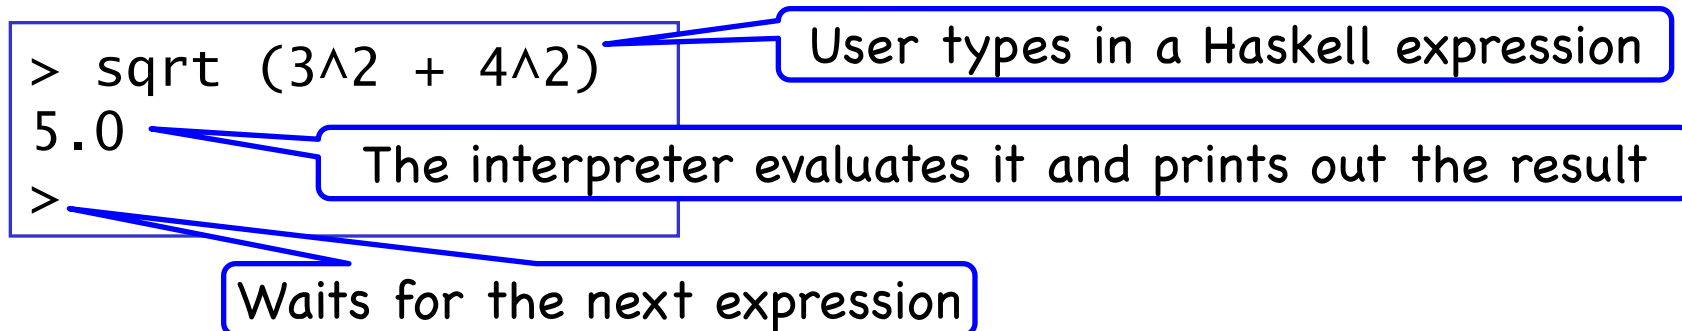 > sqrt (3^2 + 4^2)
User types in a Haskell expression
5.0
The interpreter evaluates it and prints out the result
>
Waits for the next expression